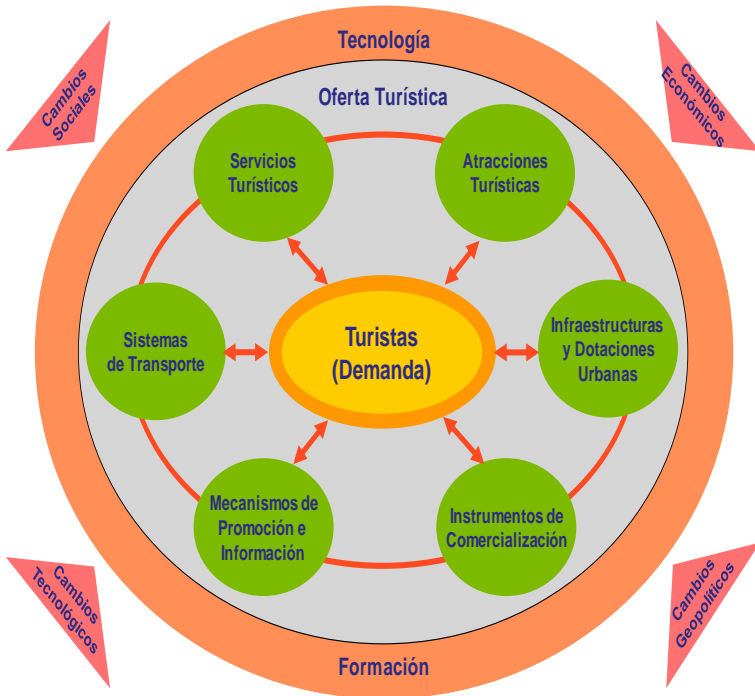 Tecnología
Cambios
Sociales
Cambios
Económicos
Oferta Turística
Servicios
Turísticos
Atracciones
Turísticas
Sistemas
de Transporte
Turistas
(Demanda)
Infraestructuras
y Dotaciones
Urbanas
Mecanismos de
Promoción e
Información
Instrumentos de
Comercialización
Cambios
Tecnológicos
Cambios
Geopolíticos
Formación